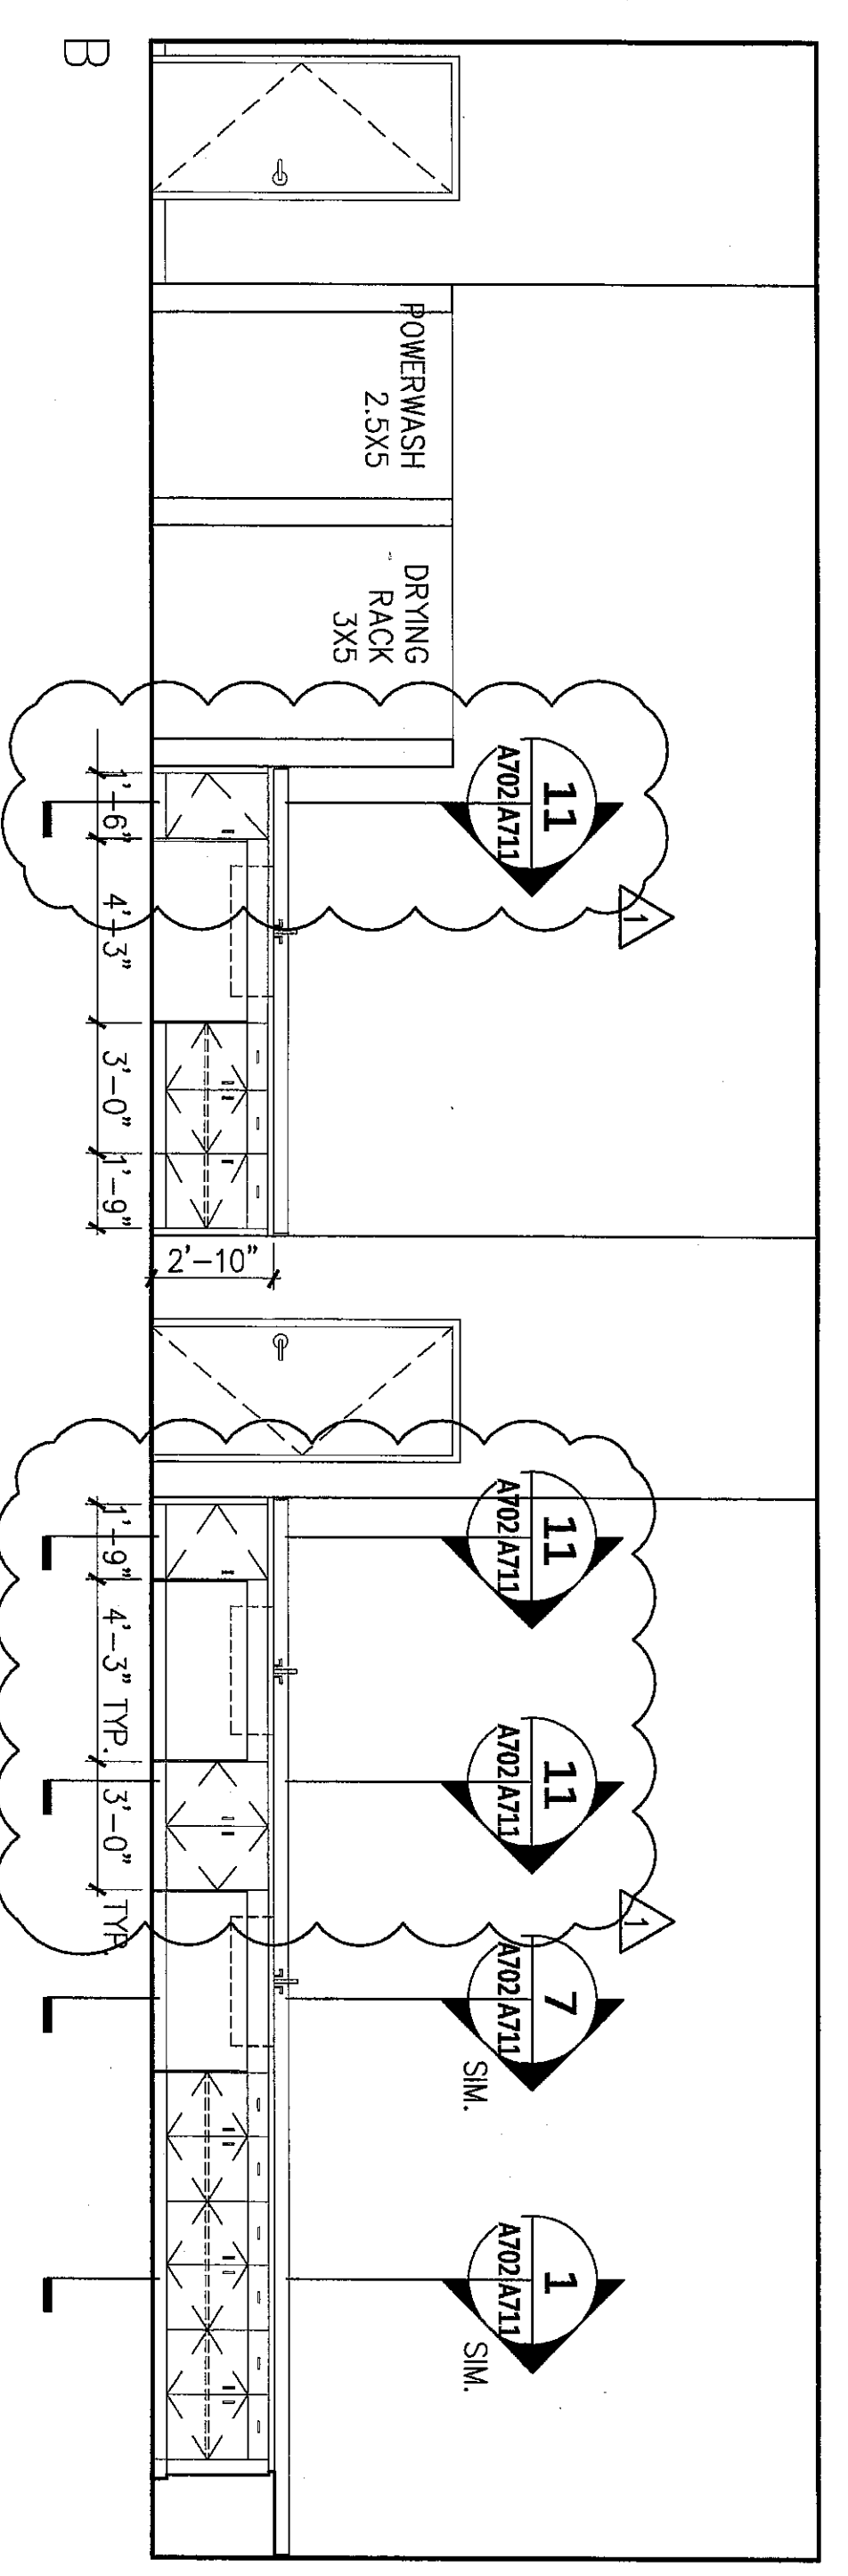 B
POWERWASH
2.5X5
DRYING
RACK
3X5
11
A702 A711
1
11
A702 A711
11
A702 A711
1
7
A702 A711
SIM.
1
A702 A711
SIM.
2'-10"
1'-6"
4'-3"
3'-0"
1'-9"
1'-9"
4'-3" TYP.
3'-0" TYP.